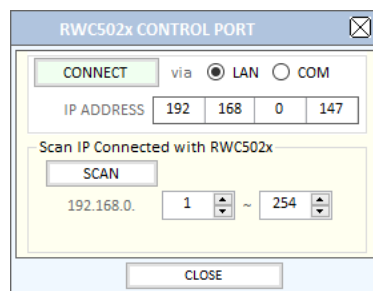 RWC502x CONTROL PORT
CONNECT via LAN COM
IP ADDRESS 192 168 0 147
Scan IP Connected with RWC502x
SCAN
192.168.0. 1 ~ 254
CLOSE